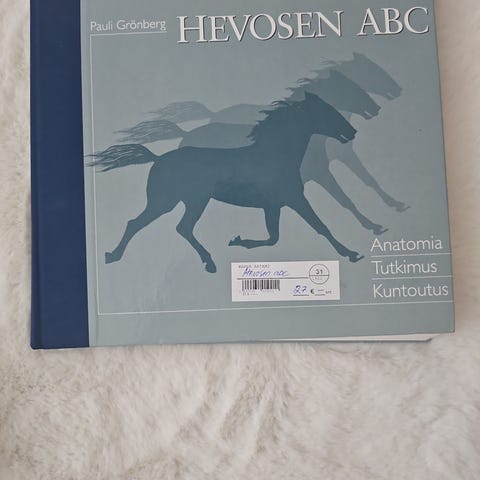 Pauli Grönberg
HEVOSEN ABC
Anatomia
Tutkimus
Kuntoutus
Hevosen abc
31
27 €